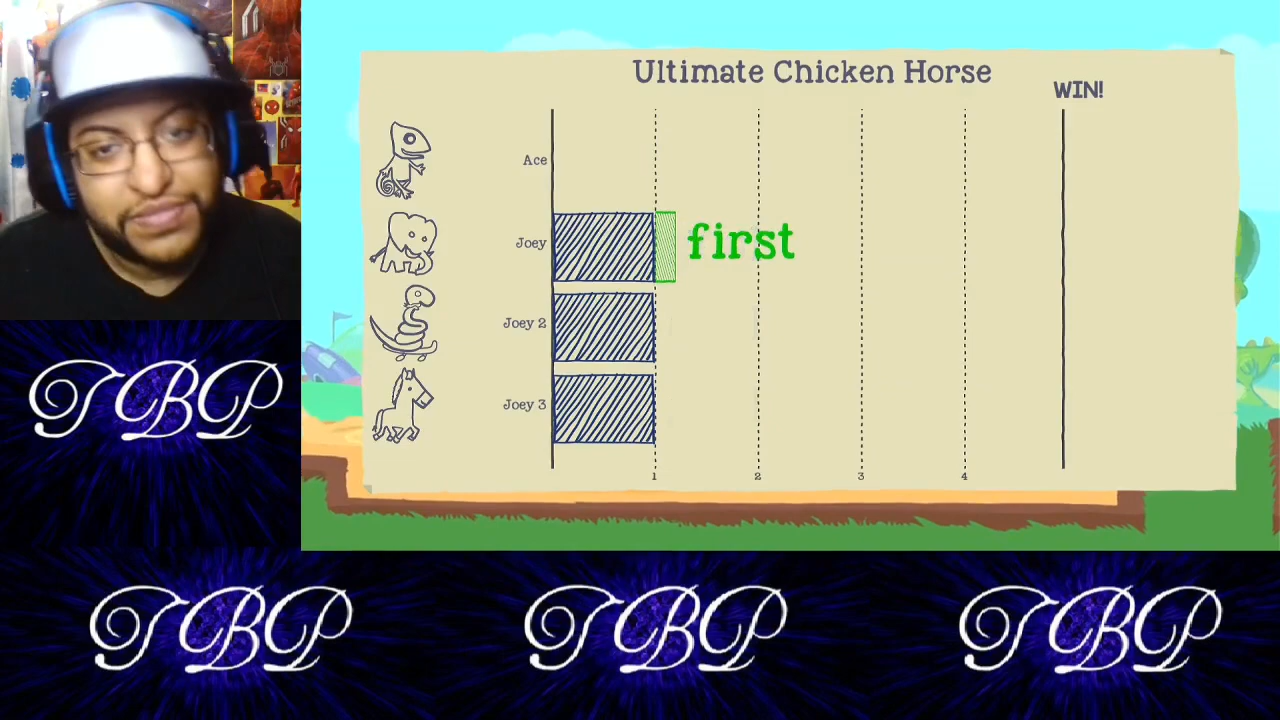 Ultimate Chicken Horse
WIN!
Ace
Joey
first
Joey 2
Joey 3
1 2 3 4
TBP
TBP TBP TBP